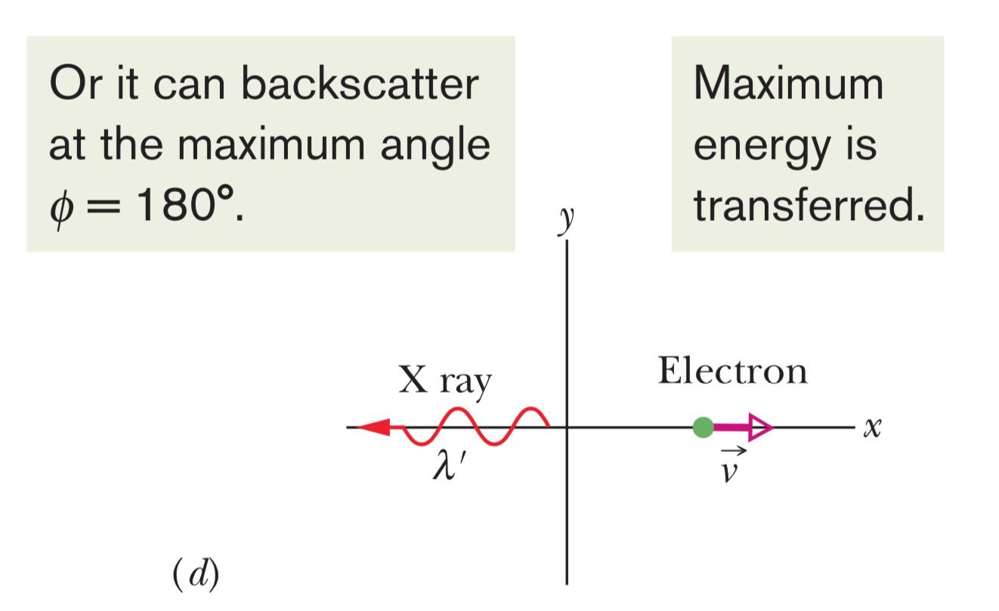 Or it can backscatter
at the maximum angle
ϕ = 180°.
Maximum
energy is
transferred.
y
X ray
Electron
x
λ′
v⃗
(d)